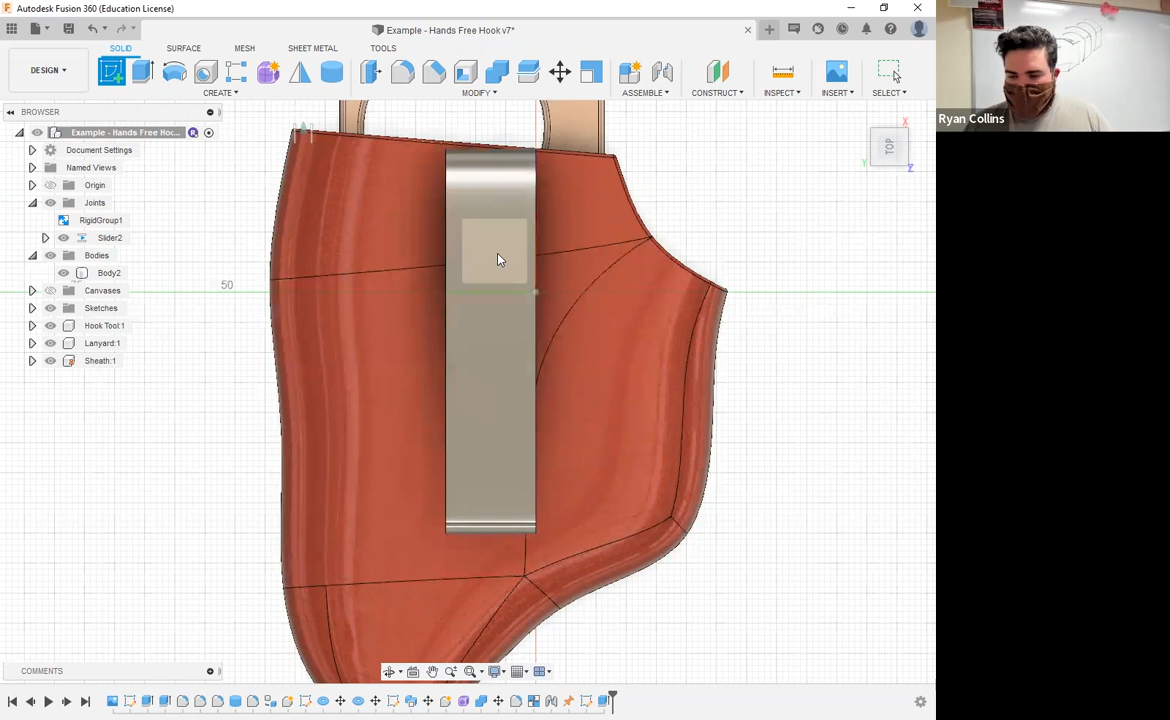 Autodesk Fusion 360 (Education License)
Example - Hands Free Hook v7*
DESIGN
SOLID
SURFACE
MESH
SHEET METAL
TOOLS
CREATE
MODIFY
ASSEMBLE
CONSTRUCT
INSPECT
INSERT
SELECT
BROWSER
Example - Hands Free Hoo...
R
Document Settings
Named Views
Origin
Joints
RigidGroup1
Slider2
Bodies
Body2
Canvases
Sketches
Hook Tool:1
Lanyard:1
Sheath:1
50
TOP
X
Y
Z
COMMENTS
Ryan Collins